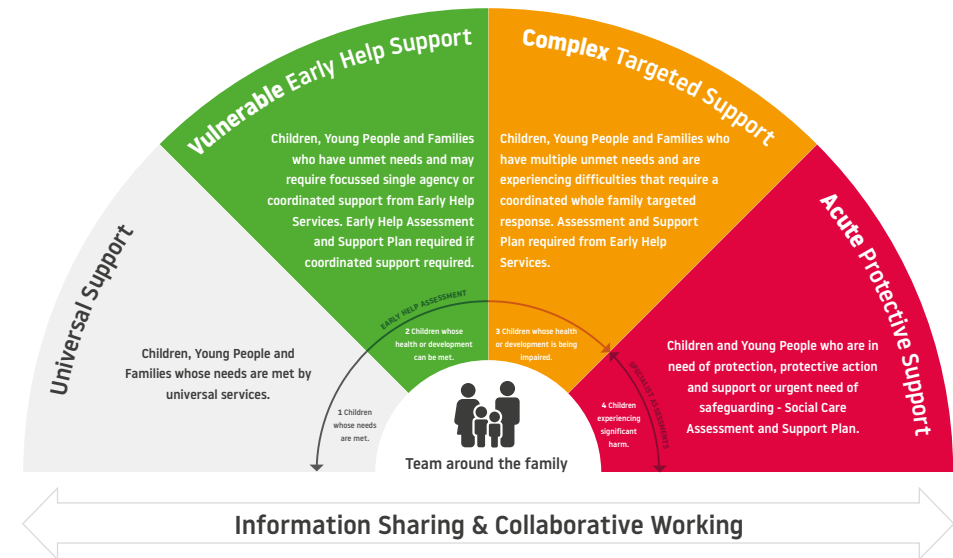 Universal Support
Children, Young People and
Families whose needs are met by
universal services.
1 Children
whose needs
are met.
Vulnerable Early Help Support
Children, Young People and Families
who have unmet needs and may
require focussed single agency or
coordinated support from Early Help
Services. Early Help Assessment
and Support Plan required if
coordinated support required.
EARLY HELP ASSESSMENT
2 Children whose
health or development
can be met.
Complex Targeted Support
Children, Young People and Families who
have multiple unmet needs and are
experiencing difficulties that require a
coordinated whole family targeted
response. Assessment and Support
Plan required from Early Help
Services.
3 Children whose health
or development is being
impaired.
Acute Protective Support
Children and Young People who are in
need of protection, protective action
and support or urgent need of
safeguarding - Social Care
Assessment and Support Plan.
SPECIALIST ASSESSMENTS
4 Children
experiencing
significant
harm.
Team around the family
Information Sharing & Collaborative Working